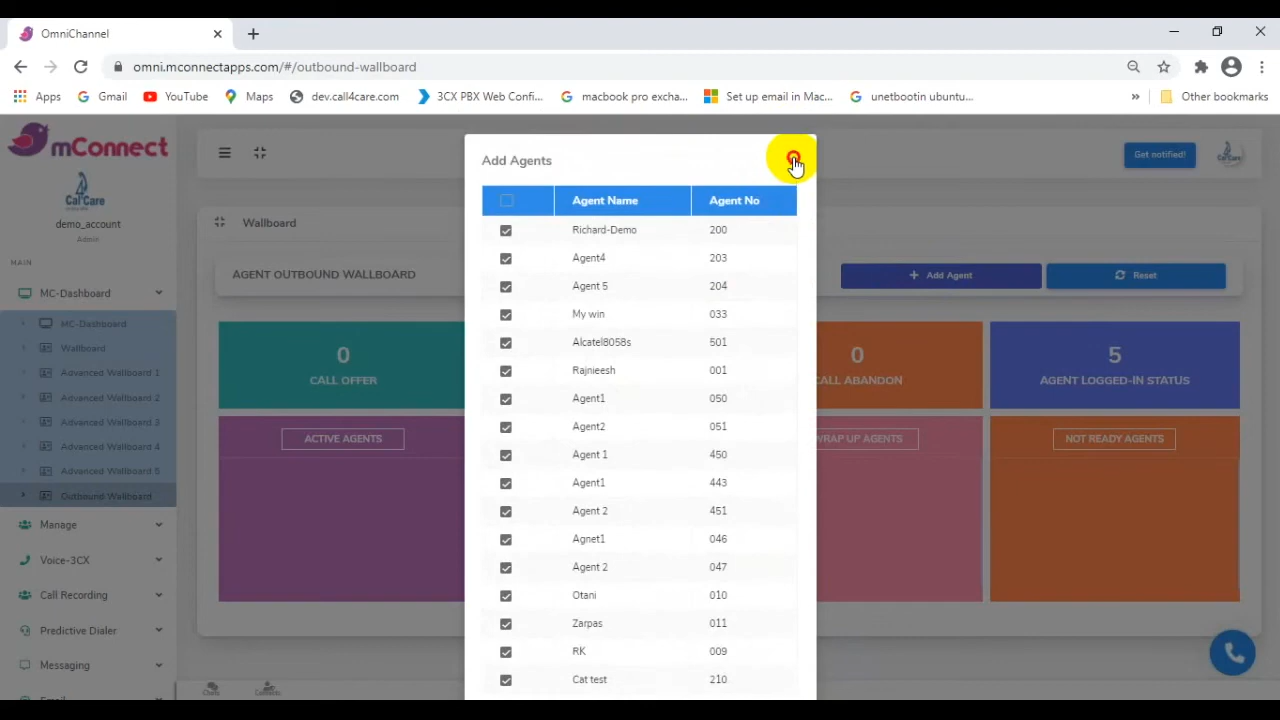 OmniChannel
omni.mconnectapps.com/#/outbound-wallboard
Apps
Gmail
YouTube
Maps
dev.call4care.com
3CX PBX Web Confi...
macbook pro excha...
Set up email in Mac...
unetbootin ubuntu...
»
Other bookmarks
mConnect
CalCare
demo_account
Admin
MAIN
MC-Dashboard
MC-Dashboard
Wallboard
Advanced Wallboard 1
Advanced Wallboard 2
Advanced Wallboard 3
Advanced Wallboard 4
Advanced Wallboard 5
Outbound Wallboard
Manage
Voice-3CX
Call Recording
Predictive Dialer
Messaging
Email
Get notified!
Wallboard
AGENT OUTBOUND WALLBOARD
+ Add Agent
Reset
0
CALL OFFER
0
CALL ABANDON
5
AGENT LOGGED-IN STATUS
ACTIVE AGENTS
WRAP UP AGENTS
NOT READY AGENTS
Add Agents
Agent Name Agent No
Richard-Demo 200
Agent4 203
Agent 5 204
My win 033
Alcatel8058s 501
Rajnieesh 001
Agent1 050
Agent2 051
Agent 1 450
Agent1 443
Agent 2 451
Agnet1 046
Agent 2 047
Otani 010
Zarpas 011
RK 009
Cat test 210
Chats
Connects